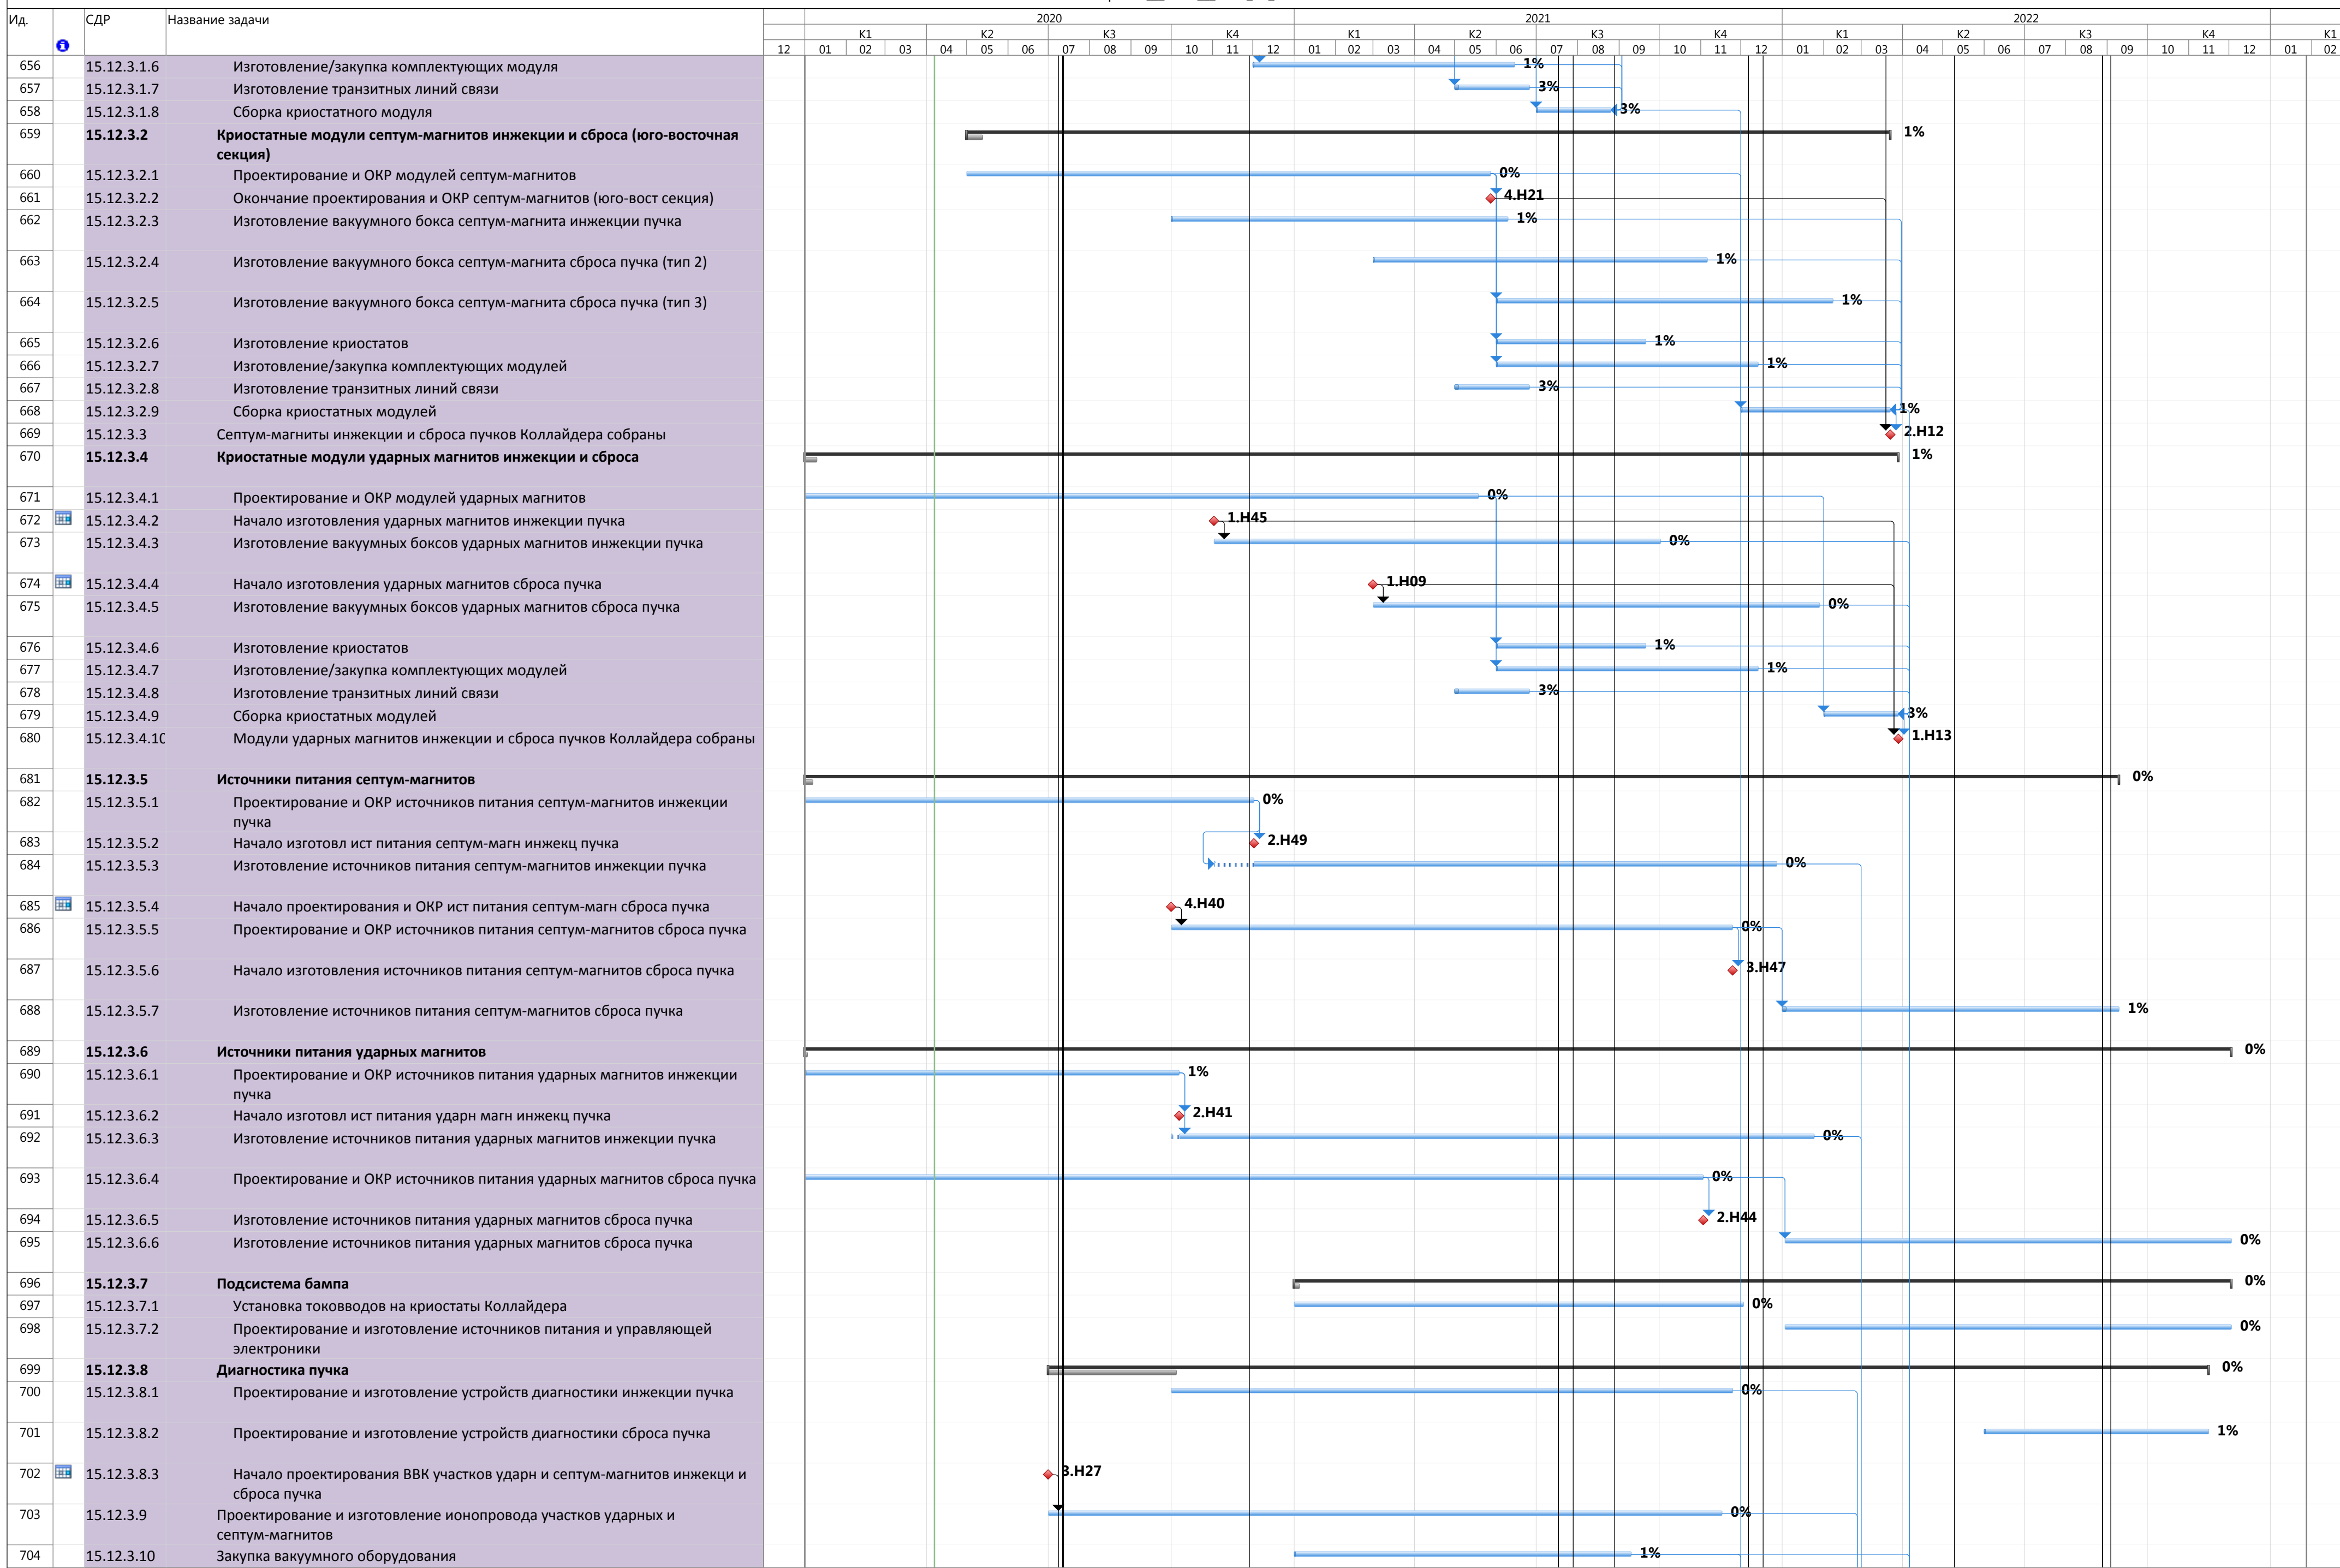 Ид. СДР Название задачи
2020 2021 2022
К1 К2 К3 К4 К1 К2 К3 К4 К1 К2 К3 К4 К1
12 01 02 03 04 05 06 07 08 09 10 11 12 01 02 03 04 05 06 07 08 09 10 11 12 01 02 03 04 05 06 07 08 09 10 11 12 01 02
656 15.12.3.1.6 Изготовление/закупка комплектующих модуля 1%
657 15.12.3.1.7 Изготовление транзитных линий связи 3%
658 15.12.3.1.8 Сборка криостатного модуля 3%
659 15.12.3.2 Криостатные модули септум-магнитов инжекции и сброса (юго-восточная 1%
секция)
660 15.12.3.2.1 Проектирование и ОКР модулей септум-магнитов 0%
661 15.12.3.2.2 Окончание проектирования и ОКР септум-магнитов (юго-вост секция) 4.Н21
662 15.12.3.2.3 Изготовление вакуумного бокса септум-магнита инжекции пучка 1%
663 15.12.3.2.4 Изготовление вакуумного бокса септум-магнита сброса пучка (тип 2) 1%
664 15.12.3.2.5 Изготовление вакуумного бокса септум-магнита сброса пучка (тип 3) 1%
665 15.12.3.2.6 Изготовление криостатов 1%
666 15.12.3.2.7 Изготовление/закупка комплектующих модулей 1%
667 15.12.3.2.8 Изготовление транзитных линий связи 3%
668 15.12.3.2.9 Сборка криостатных модулей 1%
669 15.12.3.3 Септум-магниты инжекции и сброса пучков Коллайдера собраны 2.Н12
670 15.12.3.4 Криостатные модули ударных магнитов инжекции и сброса 1%
671 15.12.3.4.1 Проектирование и ОКР модулей ударных магнитов 0%
672 15.12.3.4.2 Начало изготовления ударных магнитов инжекции пучка 1.Н45
673 15.12.3.4.3 Изготовление вакуумных боксов ударных магнитов инжекции пучка 0%
674 15.12.3.4.4 Начало изготовления ударных магнитов сброса пучка 1.Н09
675 15.12.3.4.5 Изготовление вакуумных боксов ударных магнитов сброса пучка 0%
676 15.12.3.4.6 Изготовление криостатов 1%
677 15.12.3.4.7 Изготовление/закупка комплектующих модулей 1%
678 15.12.3.4.8 Изготовление транзитных линий связи 3%
679 15.12.3.4.9 Сборка криостатных модулей 3%
680 15.12.3.4.10 Модули ударных магнитов инжекции и сброса пучков Коллайдера собраны 1.Н13
681 15.12.3.5 Источники питания септум-магнитов 0%
682 15.12.3.5.1 Проектирование и ОКР источников питания септум-магнитов инжекции 0%
пучка
683 15.12.3.5.2 Начало изготовл ист питания септум-магн инжекц пучка 2.Н49
684 15.12.3.5.3 Изготовление источников питания септум-магнитов инжекции пучка 0%
685 15.12.3.5.4 Начало проектирования и ОКР ист питания септум-магн сброса пучка 4.Н40
686 15.12.3.5.5 Проектирование и ОКР источников питания септум-магнитов сброса пучка 0%
687 15.12.3.5.6 Начало изготовления источников питания септум-магнитов сброса пучка 3.Н47
688 15.12.3.5.7 Изготовление источников питания септум-магнитов сброса пучка 1%
689 15.12.3.6 Источники питания ударных магнитов 0%
690 15.12.3.6.1 Проектирование и ОКР источников питания ударных магнитов инжекции 1%
пучка
691 15.12.3.6.2 Начало изготовл ист питания ударн магн инжекц пучка 2.Н41
692 15.12.3.6.3 Изготовление источников питания ударных магнитов инжекции пучка 0%
693 15.12.3.6.4 Проектирование и ОКР источников питания ударных магнитов сброса пучка 0%
694 15.12.3.6.5 Изготовление источников питания ударных магнитов сброса пучка 2.Н44
695 15.12.3.6.6 Изготовление источников питания ударных магнитов сброса пучка 0%
696 15.12.3.7 Подсистема бампа 0%
697 15.12.3.7.1 Установка токовводов на криостаты Коллайдера 0%
698 15.12.3.7.2 Проектирование и изготовление источников питания и управляющей 0%
электроники
699 15.12.3.8 Диагностика пучка 0%
700 15.12.3.8.1 Проектирование и изготовление устройств диагностики инжекции пучка 0%
701 15.12.3.8.2 Проектирование и изготовление устройств диагностики сброса пучка 1%
702 15.12.3.8.3 Начало проектирования ВВК участков ударн и септум-магнитов инжекци и 3.Н27
сброса пучка
703 15.12.3.9 Проектирование и изготовление ионопровода участков ударных и 0%
септум-магнитов
704 15.12.3.10 Закупка вакуумного оборудования 1%